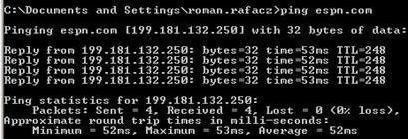 C:\Documents and Settings\roman.rafacz>ping espn.com
Pinging espn.com [199.181.132.250] with 32 bytes of data:
Reply from 199.181.132.250: bytes=32 time=53ms TTL=248
Reply from 199.181.132.250: bytes=32 time=52ms TTL=248
Reply from 199.181.132.250: bytes=32 time=52ms TTL=248
Reply from 199.181.132.250: bytes=32 time=53ms TTL=248
Ping statistics for 199.181.132.250:
Packets: Sent = 4, Received = 4, Lost = 0 (0% loss),
Approximate round trip times in milli-seconds:
Minimum = 52ms, Maximum = 53ms, Average = 52ms